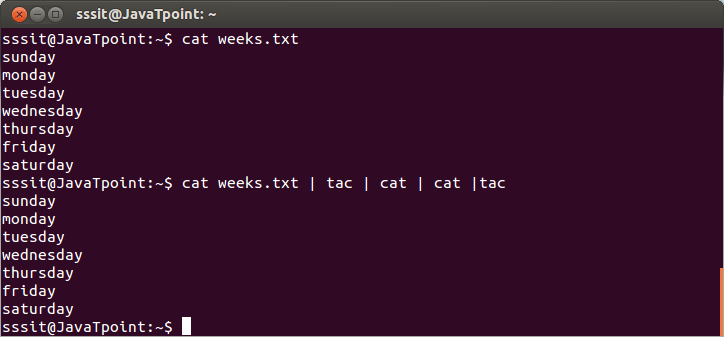 sssit@JavaTpoint: ~
sssit@JavaTpoint:~$ cat weeks.txt
sunday
monday
tuesday
wednesday
thursday
friday
saturday
sssit@JavaTpoint:~$ cat weeks.txt | tac | cat | cat |tac
sunday
monday
tuesday
wednesday
thursday
friday
saturday
sssit@JavaTpoint:~$